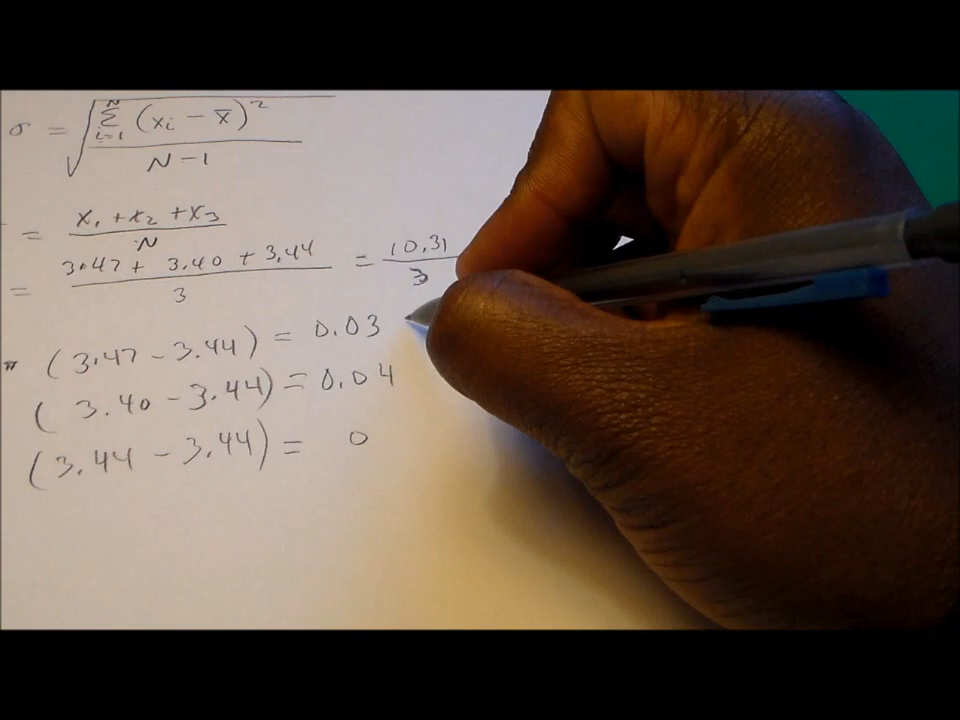 σ = √ Σ i=1 N (xi − x̄)² / N − 1
= x1 + x2 + x3 / N
= 3.47 + 3.40 + 3.44 / 3 = 10.31 / 3
(3.47 − 3.44) = 0.03
(3.40 − 3.44) = 0.04
(3.44 − 3.44) = 0